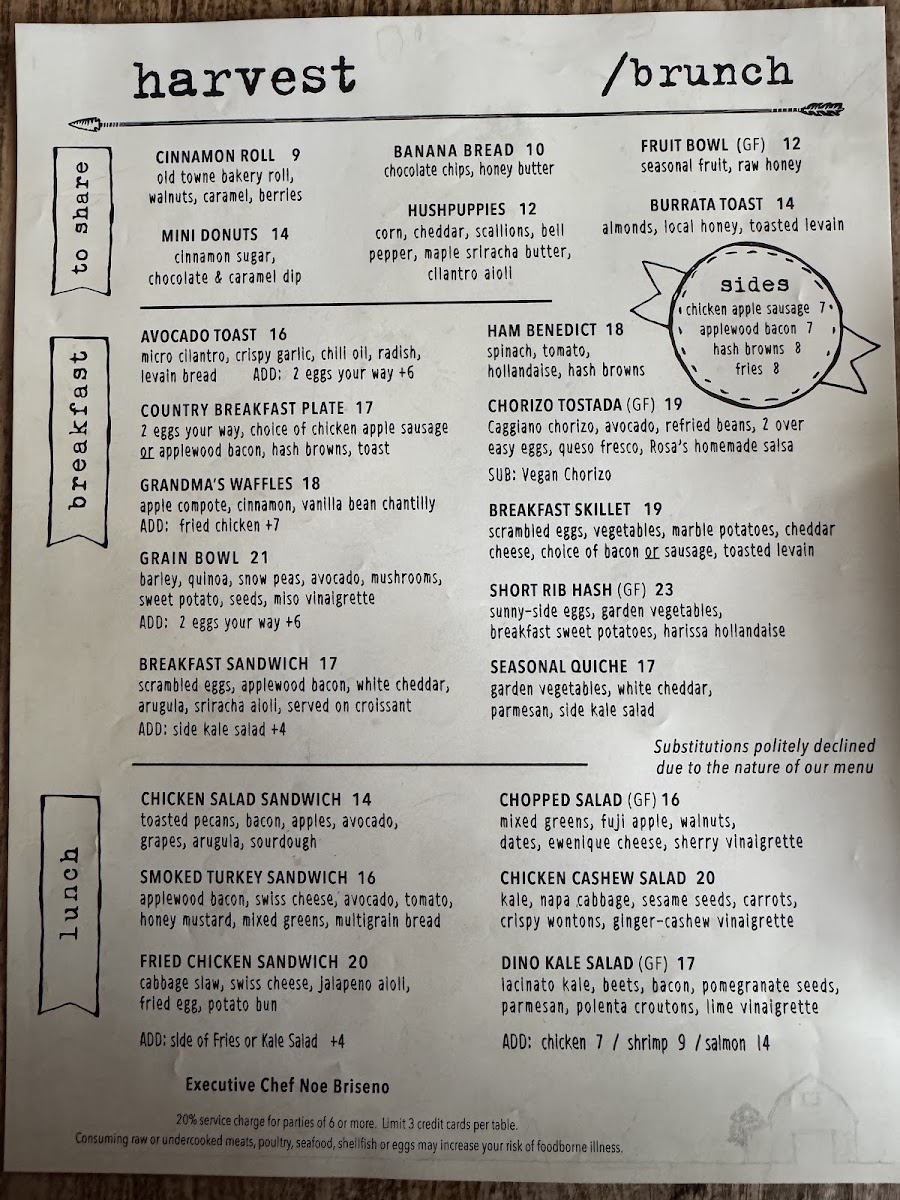 harvest /brunch
to share
CINNAMON ROLL 9
old towne bakery roll,
walnuts, caramel, berries
MINI DONUTS 14
cinnamon sugar,
chocolate & caramel dip
BANANA BREAD 10
chocolate chips, honey butter
HUSHPUPPIES 12
corn, cheddar, scallions, bell
pepper, maple sriracha butter,
cilantro aioli
FRUIT BOWL (GF) 12
seasonal fruit, raw honey
BURRATA TOAST 14
almonds, local honey, toasted levain
sides
chicken apple sausage 7
applewood bacon 7
hash browns 8
fries 8
breakfast
AVOCADO TOAST 16
micro cilantro, crispy garlic, chili oil, radish,
levain bread ADD: 2 eggs your way +6
COUNTRY BREAKFAST PLATE 17
2 eggs your way, choice of chicken apple sausage
or applewood bacon, hash browns, toast
GRANDMA'S WAFFLES 18
apple compote, cinnamon, vanilla bean chantilly
ADD: fried chicken +7
GRAIN BOWL 21
barley, quinoa, snow peas, avocado, mushrooms,
sweet potato, seeds, miso vinaigrette
ADD: 2 eggs your way +6
BREAKFAST SANDWICH 17
scrambled eggs, applewood bacon, white cheddar,
arugula, sriracha aioli, served on croissant
ADD: side kale salad +4
HAM BENEDICT 18
spinach, tomato,
hollandaise, hash browns
CHORIZO TOSTADA (GF) 19
Caggiano chorizo, avocado, refried beans, 2 over
easy eggs, queso fresco, Rosa's homemade salsa
SUB: Vegan Chorizo
BREAKFAST SKILLET 19
scrambled eggs, vegetables, marble potatoes, cheddar
cheese, choice of bacon or sausage, toasted levain
SHORT RIB HASH (GF) 23
sunny-side eggs, garden vegetables,
breakfast sweet potatoes, harissa hollandaise
SEASONAL QUICHE 17
garden vegetables, white cheddar,
parmesan, side kale salad
Substitutions politely declined
due to the nature of our menu
lunch
CHICKEN SALAD SANDWICH 14
toasted pecans, bacon, apples, avocado,
grapes, arugula, sourdough
SMOKED TURKEY SANDWICH 16
applewood bacon, swiss cheese, avocado, tomato,
honey mustard, mixed greens, multigrain bread
FRIED CHICKEN SANDWICH 20
cabbage slaw, swiss cheese, jalapeno aioli,
fried egg, potato bun
ADD: side of Fries or Kale Salad +4
CHOPPED SALAD (GF) 16
mixed greens, fuji apple, walnuts,
dates, ewenique cheese, sherry vinaigrette
CHICKEN CASHEW SALAD 20
kale, napa cabbage, sesame seeds, carrots,
crispy wontons, ginger-cashew vinaigrette
DINO KALE SALAD (GF) 17
lacinato kale, beets, bacon, pomegranate seeds,
parmesan, polenta croutons, lime vinaigrette
ADD: chicken 7 / shrimp 9 / salmon 14
Executive Chef Noe Briseno
20% service charge for parties of 6 or more. Limit 3 credit cards per table.
Consuming raw or undercooked meats, poultry, seafood, shellfish or eggs may increase your risk of foodborne illness.